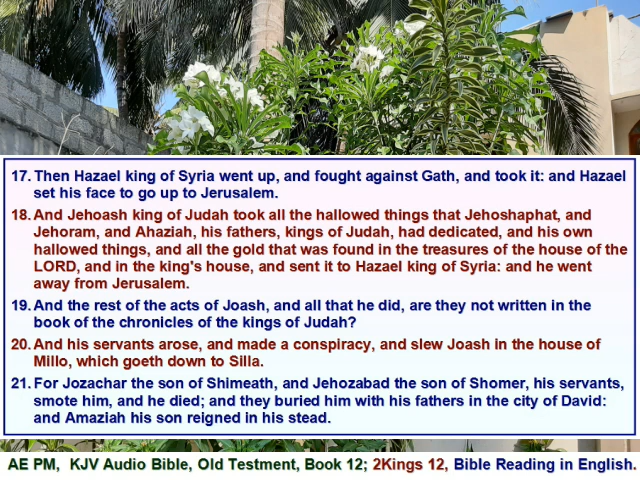 17. Then Hazael king of Syria went up, and fought against Gath, and took it: and Hazael
set his face to go up to Jerusalem.
18. And Jehoash king of Judah took all the hallowed things that Jehoshaphat, and
Jehoram, and Ahaziah, his fathers, kings of Judah, had dedicated, and his own
hallowed things, and all the gold that was found in the treasures of the house of the
LORD, and in the king's house, and sent it to Hazael king of Syria: and he went
away from Jerusalem.
19. And the rest of the acts of Joash, and all that he did, are they not written in the
book of the chronicles of the kings of Judah?
20. And his servants arose, and made a conspiracy, and slew Joash in the house of
Millo, which goeth down to Silla.
21. For Jozachar the son of Shimeath, and Jehozabad the son of Shomer, his servants,
smote him, and he died; and they buried him with his fathers in the city of David:
and Amaziah his son reigned in his stead.
AE PM, KJV Audio Bible, Old Testment, Book 12; 2Kings 12, Bible Reading in English.